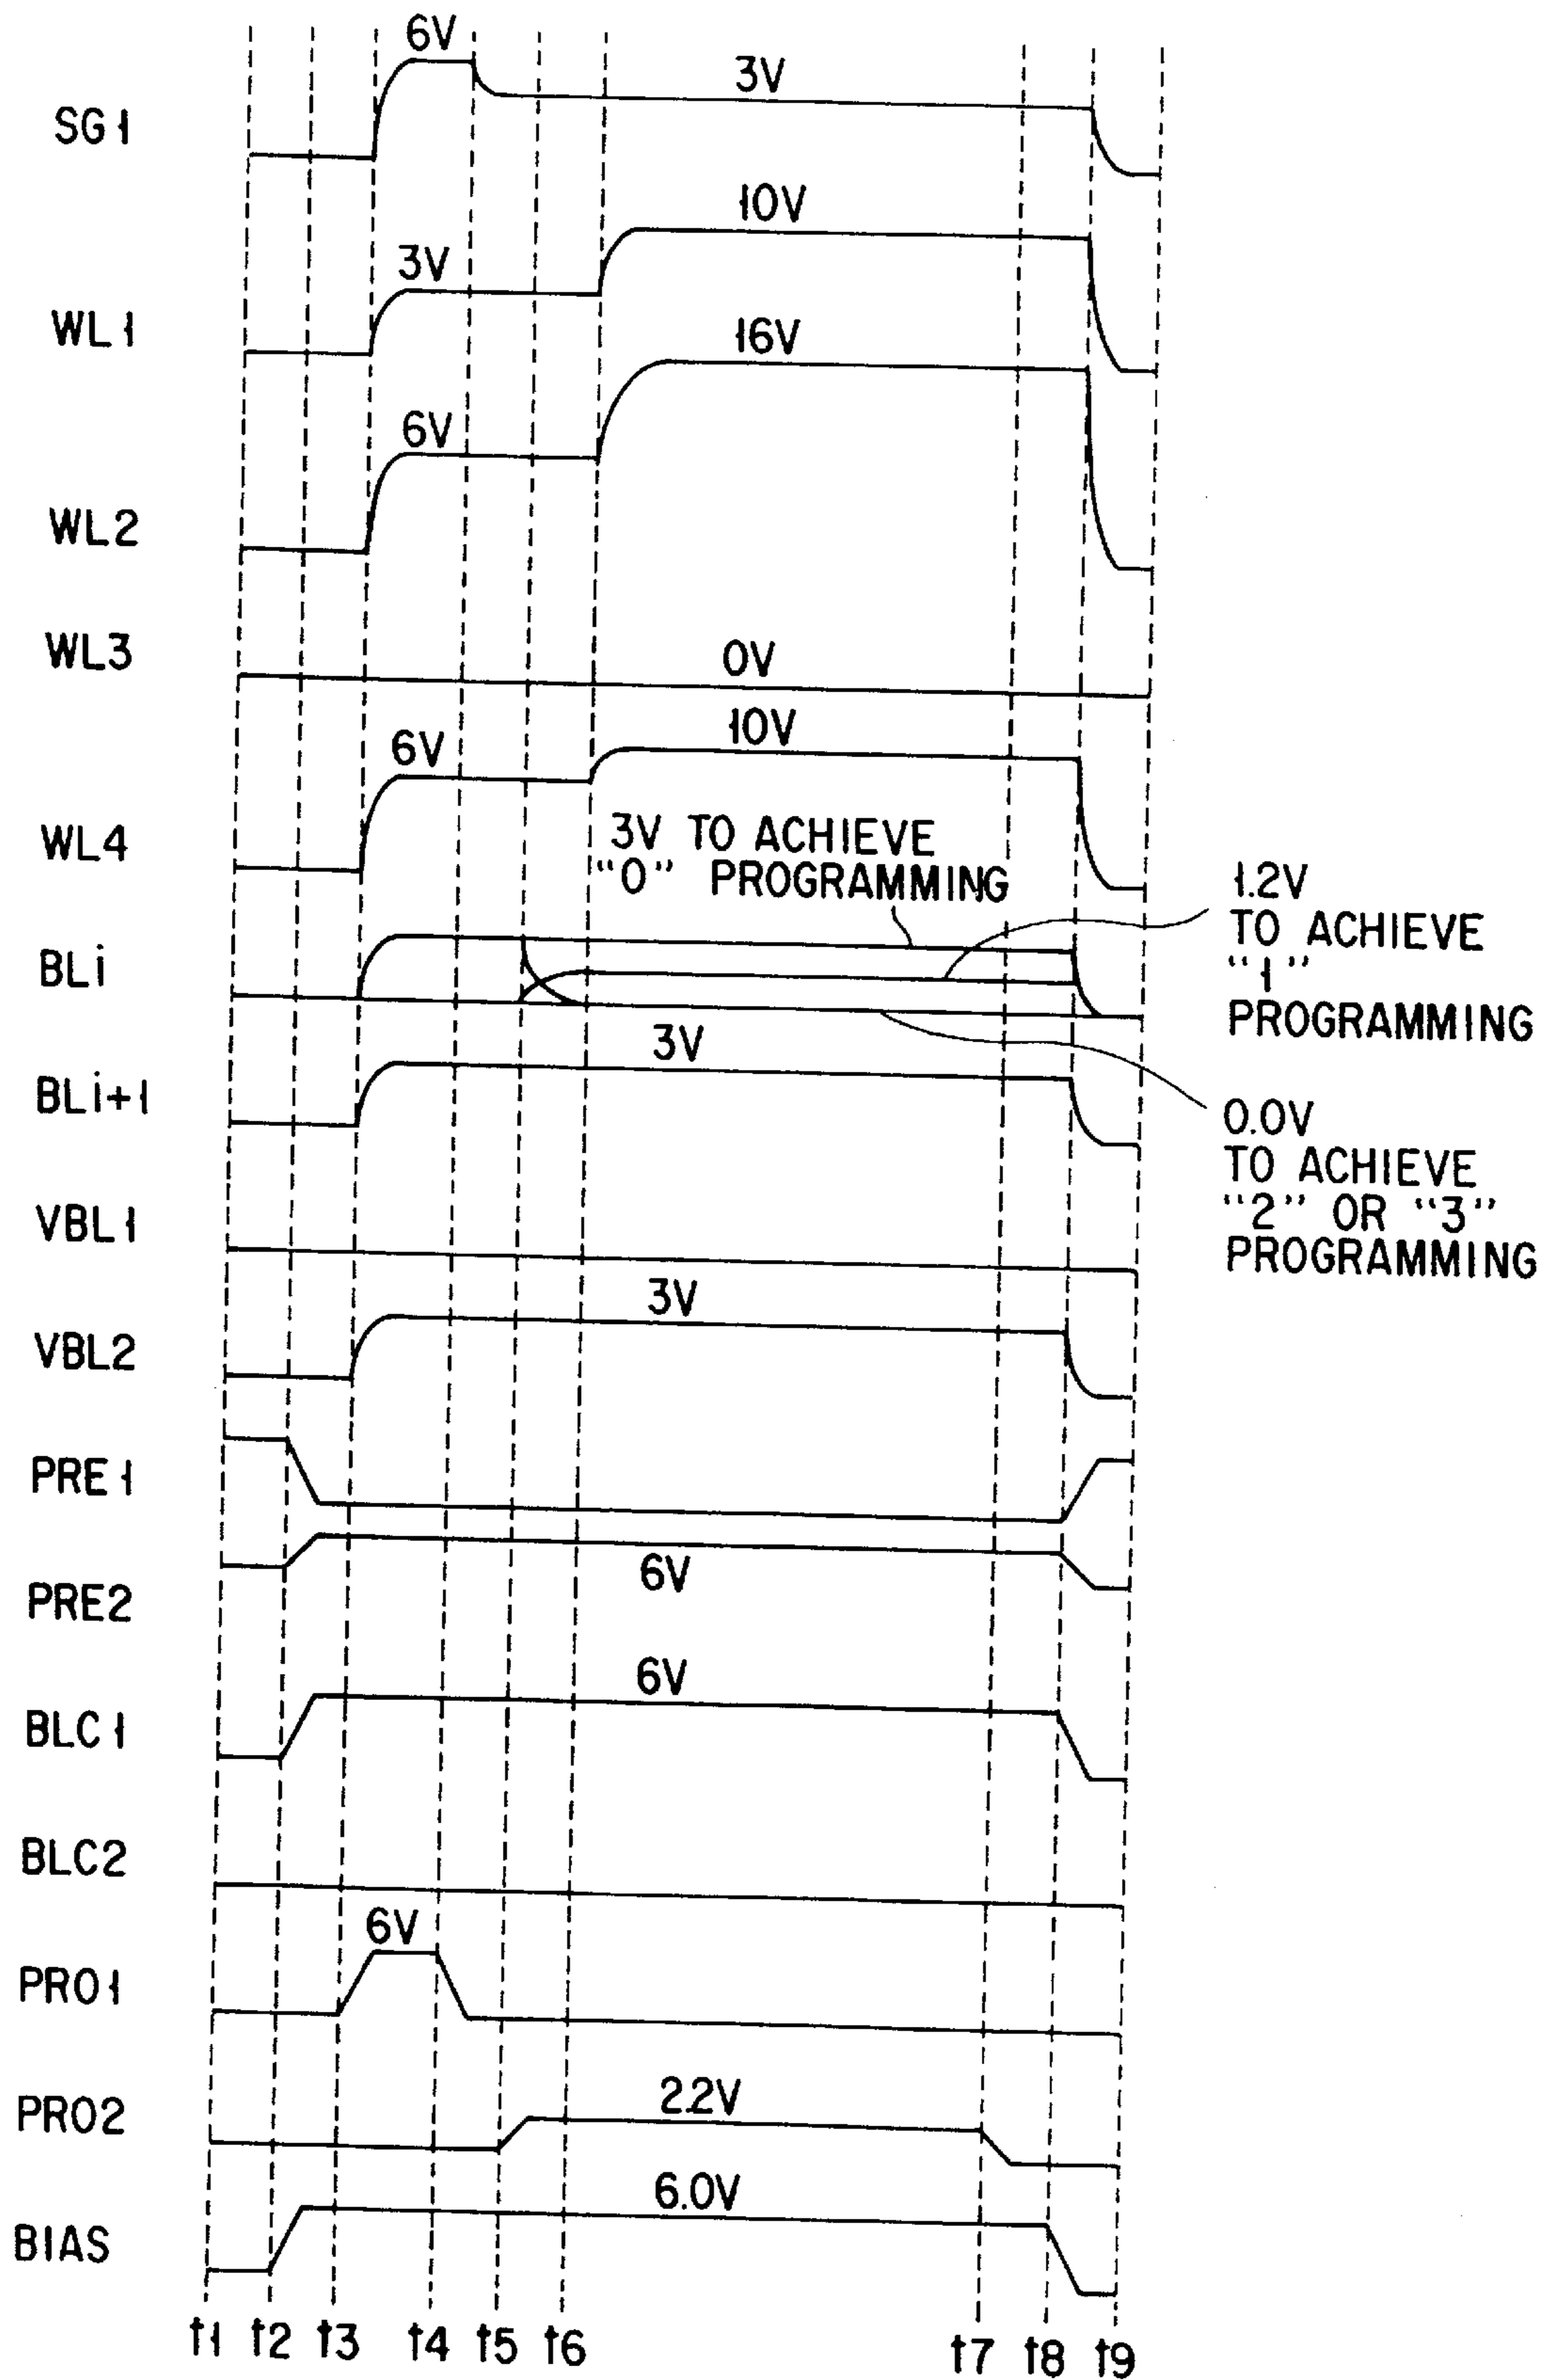 6V
3V
SG1
10V
3V
WL1
16V
6V
WL2
WL3
0V
10V
6V
WL4
3V TO ACHIEVE
“0” PROGRAMMING
1.2V
TO ACHIEVE
“1”
PROGRAMMING
BLi
3V
BLi+1
0.0V
TO ACHIEVE
“2” OR “3”
PROGRAMMING
VBL1
3V
VBL2
PRE1
6V
PRE2
6V
BLC1
BLC2
6V
PRO1
2.2V
PRO2
6.0V
BIAS
t1 t2 t3 t4 t5 t6 t7 t8 t9